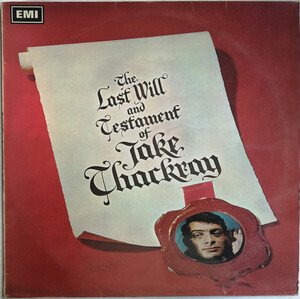 EMI
The
Last Will
and
Testament
of
Jake
Thackray